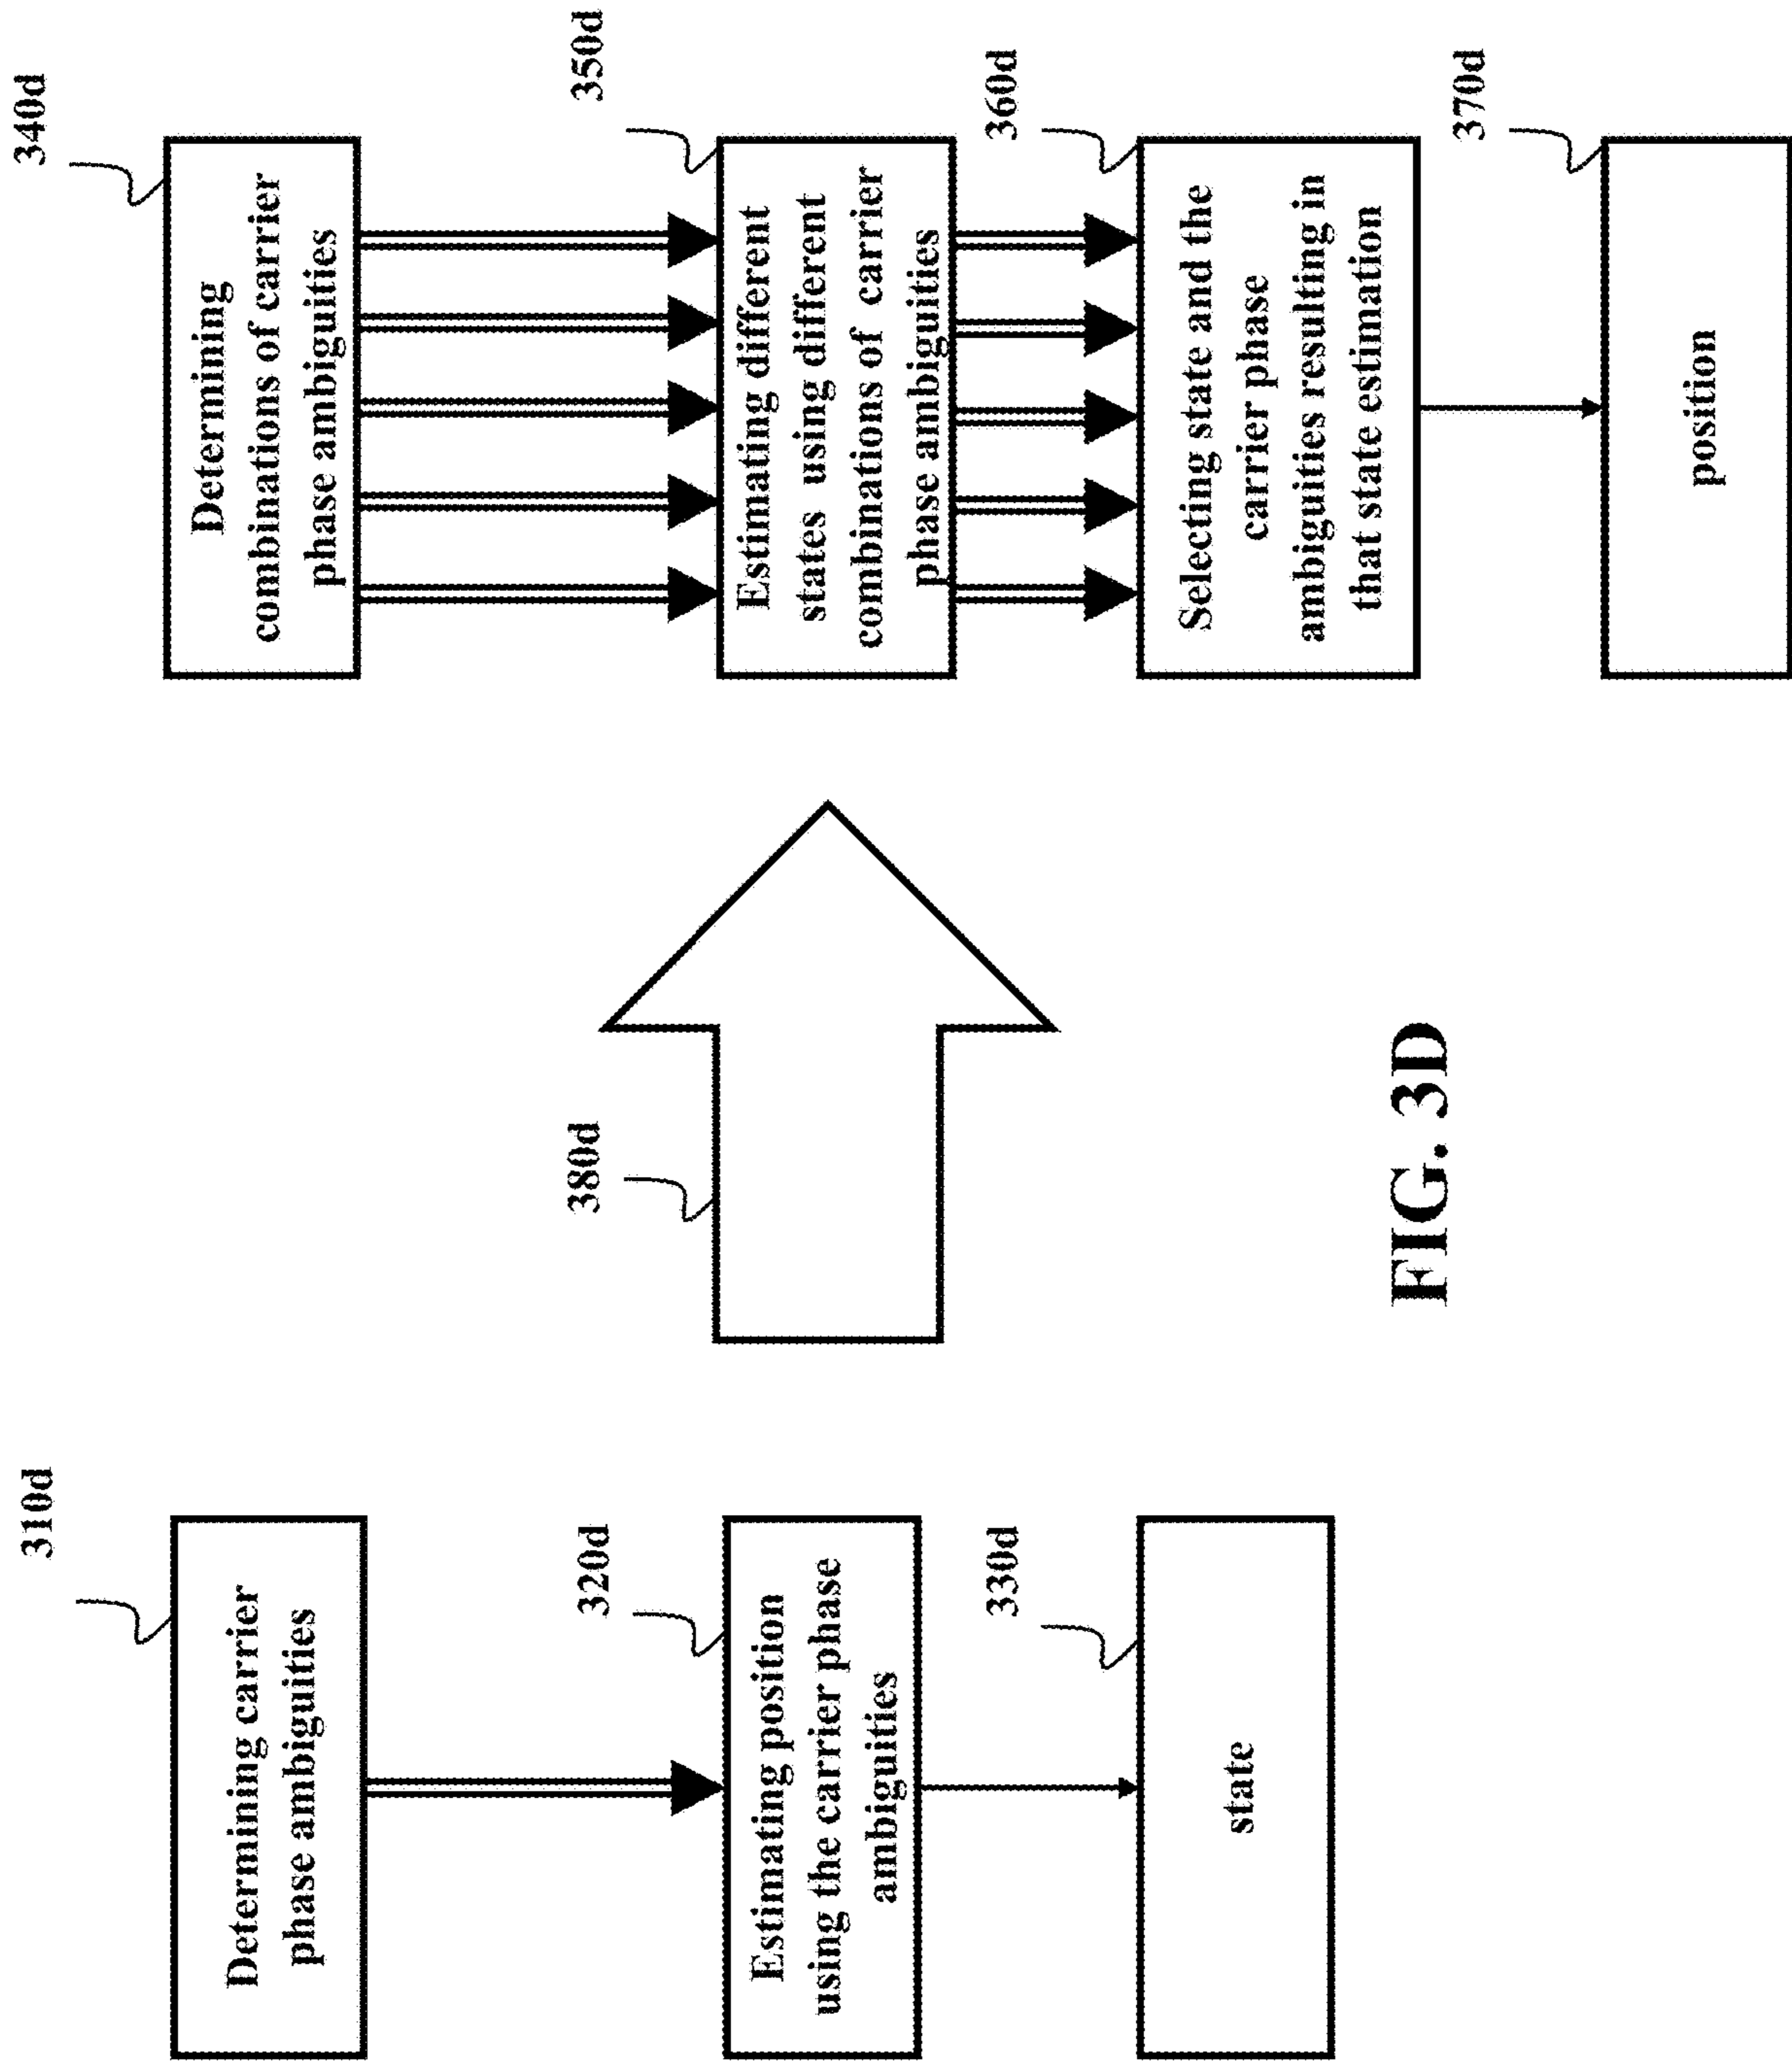 310d
Determining carrier
phase ambiguities
320d
Estimating position
using the carrier phase
ambiguities
330d
state
380d
340d
Determining
combinations of carrier
phase ambiguities
350d
Estimating different
states using different
combinations of carrier
phase ambiguities
360d
Selecting state and the
carrier phase
ambiguities resulting in
that state estimation
370d
position
FIG. 3D